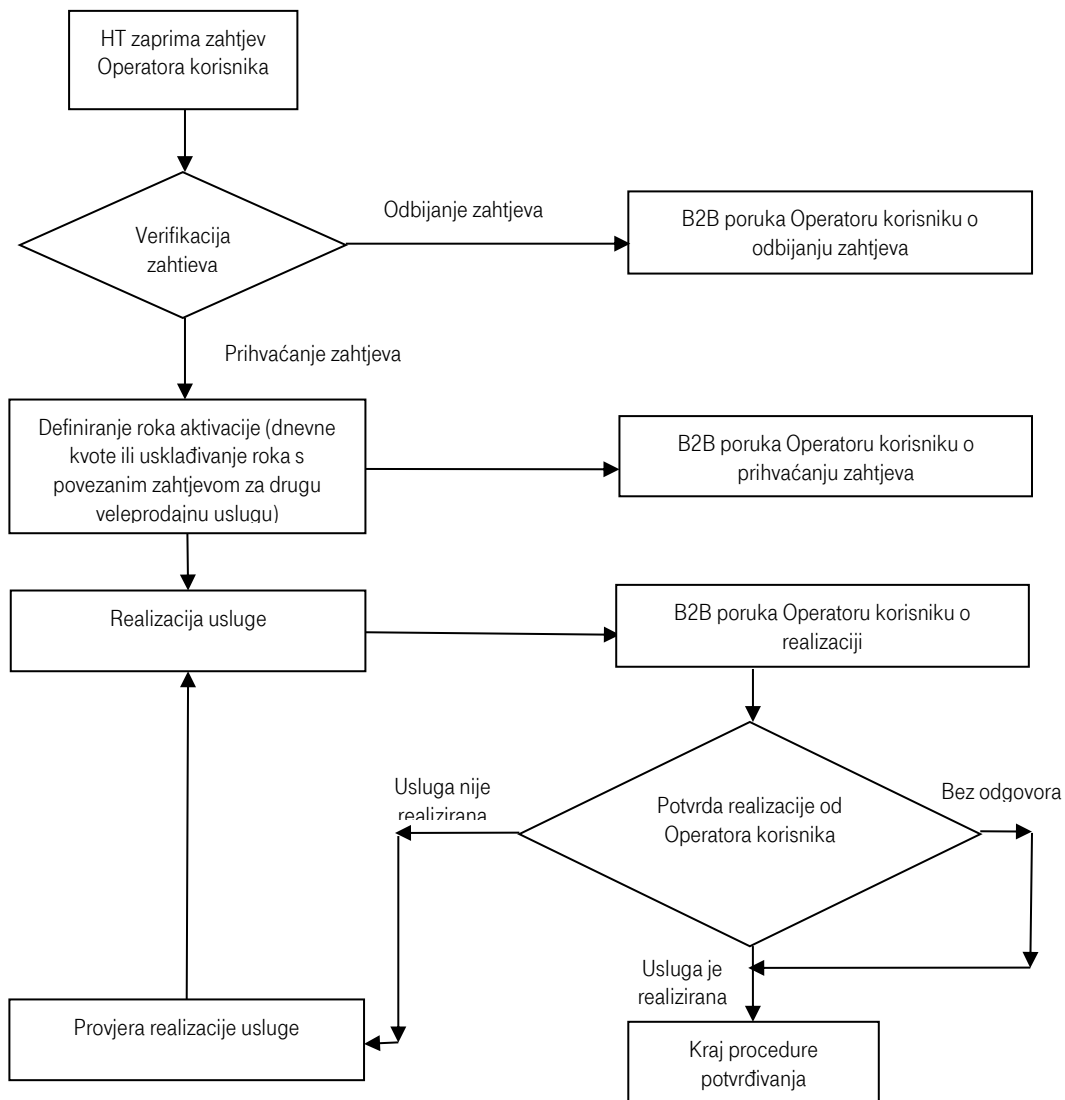 HT zaprima zahtjev
Operatora korisnika
Odbijanje zahtjeva
B2B poruka Operatoru korisniku o
odbijanju zahtjeva
Verifikacija
zahtieva
Prihvaćanje zahtjeva
Definiranje roka aktivacije (dnevne
kvote ili usklađivanje roka s
povezanim zahtjevom za drugu
veleprodajnu uslugu)
B2B poruka Operatoru korisniku o
prihvaćanju zahtjeva
Realizacija usluge
B2B poruka Operatoru korisniku o
realizaciji
Usluga nije
realizirana
Potvrda realizacije od
Operatora korisnika
Bez odgovora
Usluga je
realizirana
Provjera realizacije usluge
Kraj procedure
potvrđivanja